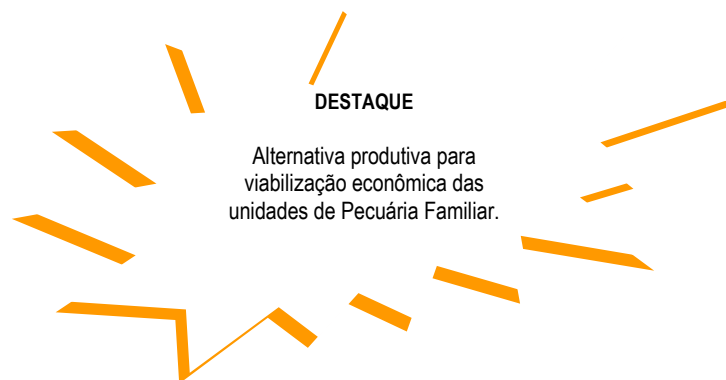 DESTAQUE
Alternativa produtiva para
viabilização econômica das
unidades de Pecuária Familiar.